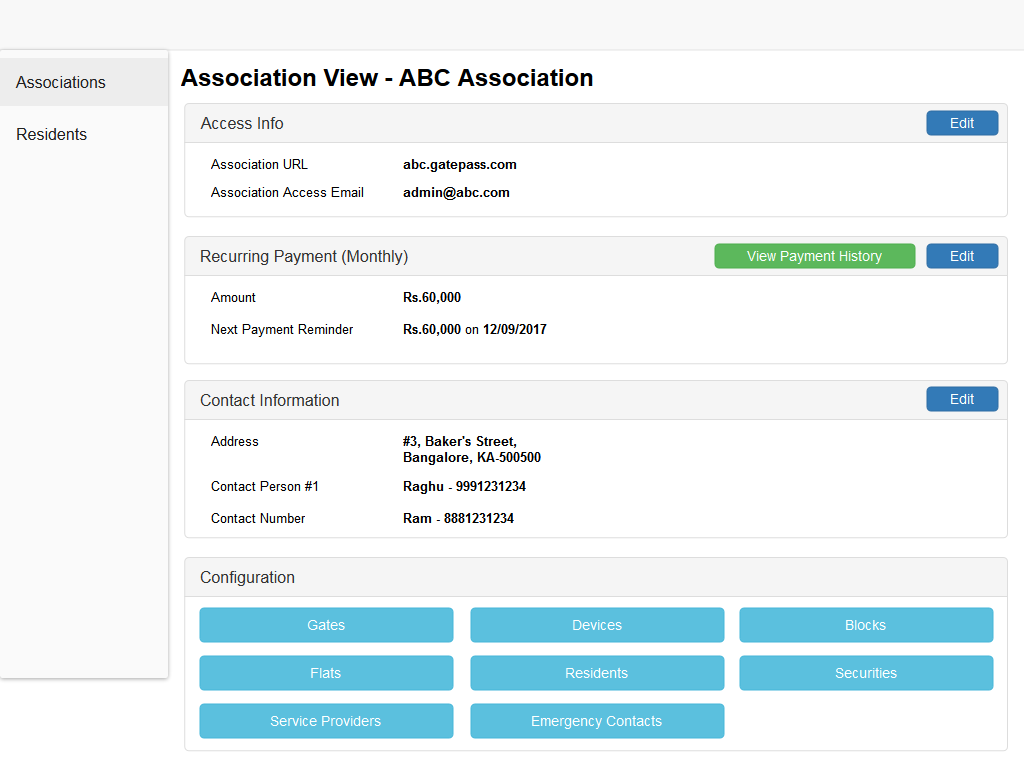 Associations
Residents
Association View - ABC Association
Access Info
Edit
Association URL abc.gatepass.com
Association Access Email admin@abc.com
Recurring Payment (Monthly)
View Payment History
Edit
Amount Rs.60,000
Next Payment Reminder Rs.60,000 on 12/09/2017
Contact Information
Edit
Address #3, Baker's Street,
Bangalore, KA-500500
Contact Person #1 Raghu - 9991231234
Contact Number Ram - 8881231234
Configuration
Gates Devices Blocks
Flats Residents Securities
Service Providers Emergency Contacts